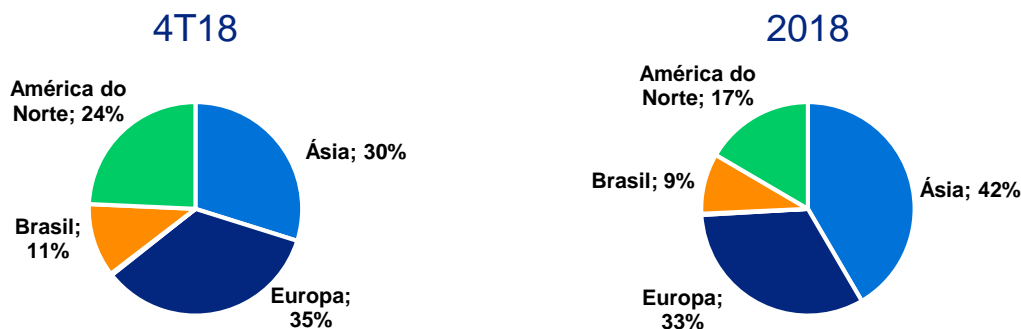 4T18
América do
Norte; 24%
Ásia; 30%
Brasil;
11%
Europa;
35%
2018
América do
Norte; 17%
Brasil; 9%
Ásia; 42%
Europa;
33%